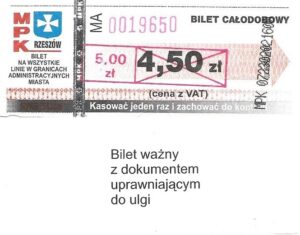 MPK
RZESZÓW
BILET
NA WSZYSTKIE
LINIE W GRANICACH
ADMINISTRACYJNYCH
MIASTA
MA 0019650
BILET CAŁODOBOWY
5,00 zł
4,50 zł
(cena z VAT)
Kasować jeden raz i zachować do
MPK
Bilet ważny
z dokumentem
uprawniającym
do ulgi